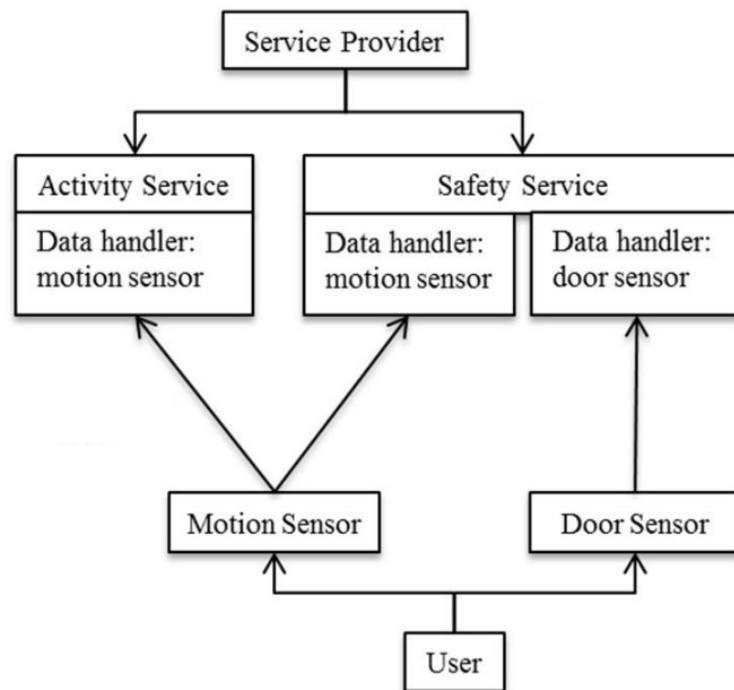 Service Provider
Activity Service
Safety Service
Data handler:
motion sensor
Data handler:
motion sensor
Data handler:
door sensor
Motion Sensor
Door Sensor
User